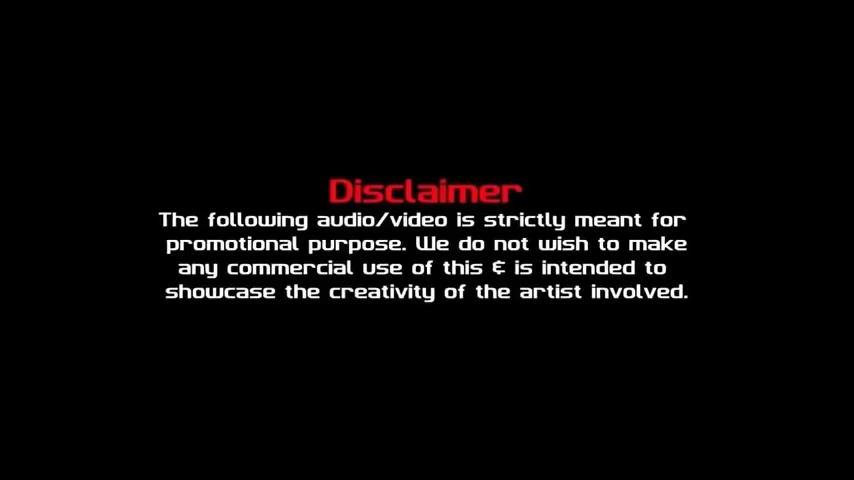 Disclaimer
The following audio/video is strictly meant for
promotional purpose. We do not wish to make
any commercial use of this & is intended to
showcase the creativity of the artist involved.